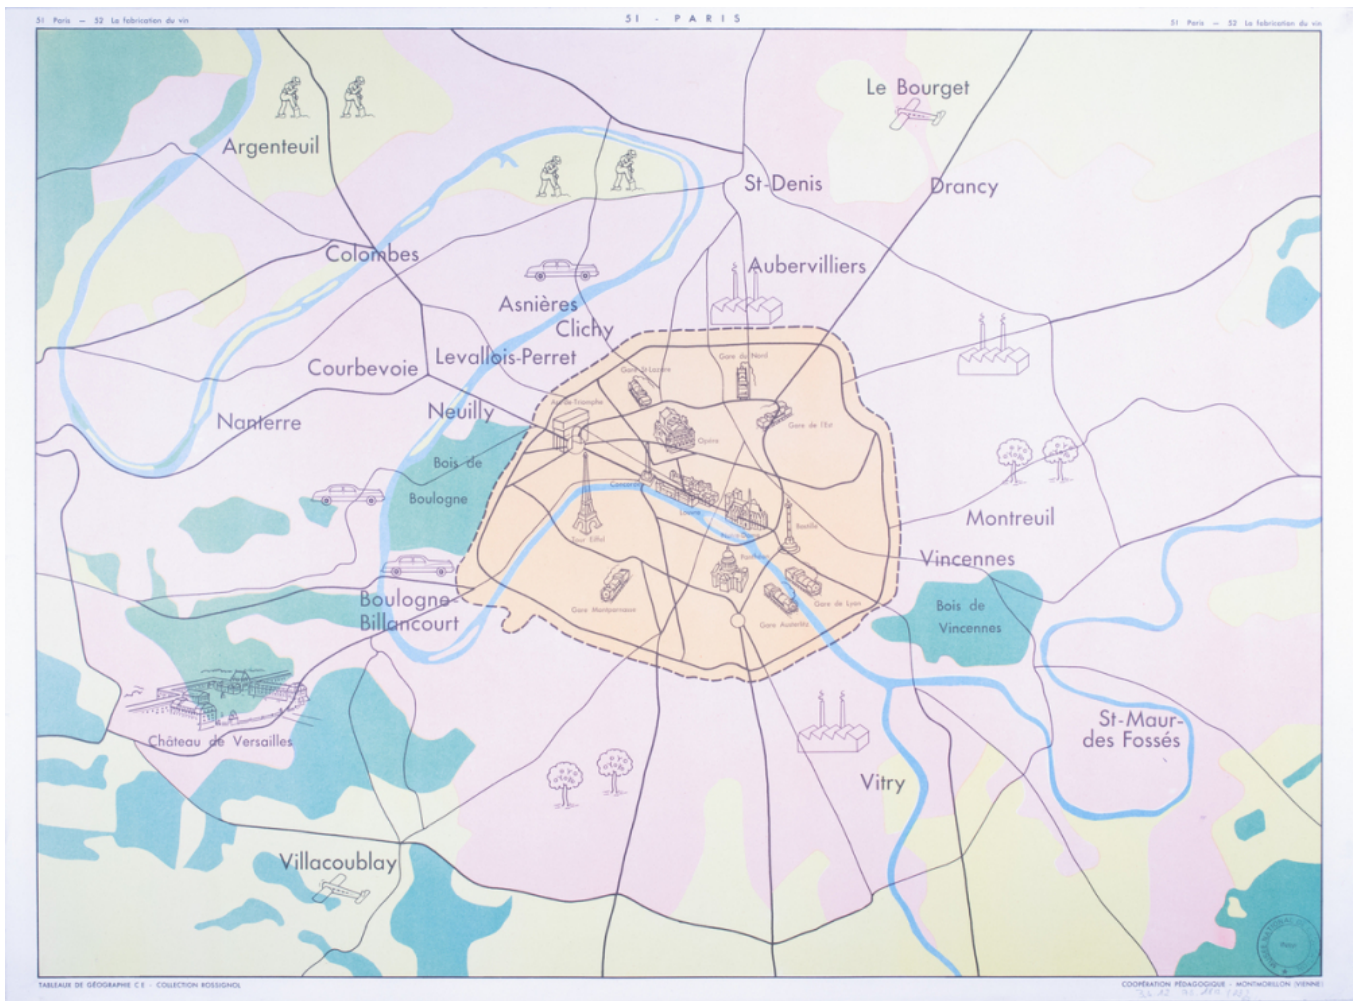 51 Paris — 52 La fabrication du vin
51 - PARIS
51 Paris — 52 La fabrication du vin
Le Bourget
Argenteuil
St-Denis
Drancy
Colombes
Aubervilliers
Asnières
Clichy
Levallois-Perret
Courbevoie
Gare du Nord
Gare St-Lazare
Neuilly
Arc de Triomphe
Nanterre
Gare de l'Est
Opéra
Bois de
Boulogne
Concorde
Louvre
Montreuil
Bastille
Notre-Dame
Tour Eiffel
Panthéon
Vincennes
Boulogne-
Billancourt
Gare Montparnasse
Gare de Lyon
Gare Austerlitz
Bois de
Vincennes
Château de Versailles
St-Maur-
des Fossés
Vitry
Villacoublay
TABLEAUX DE GÉOGRAPHIE C E - COLLECTION ROSSIGNOL
COOPÉRATION PÉDAGOGIQUE - MONTMORILLON (VIENNE)